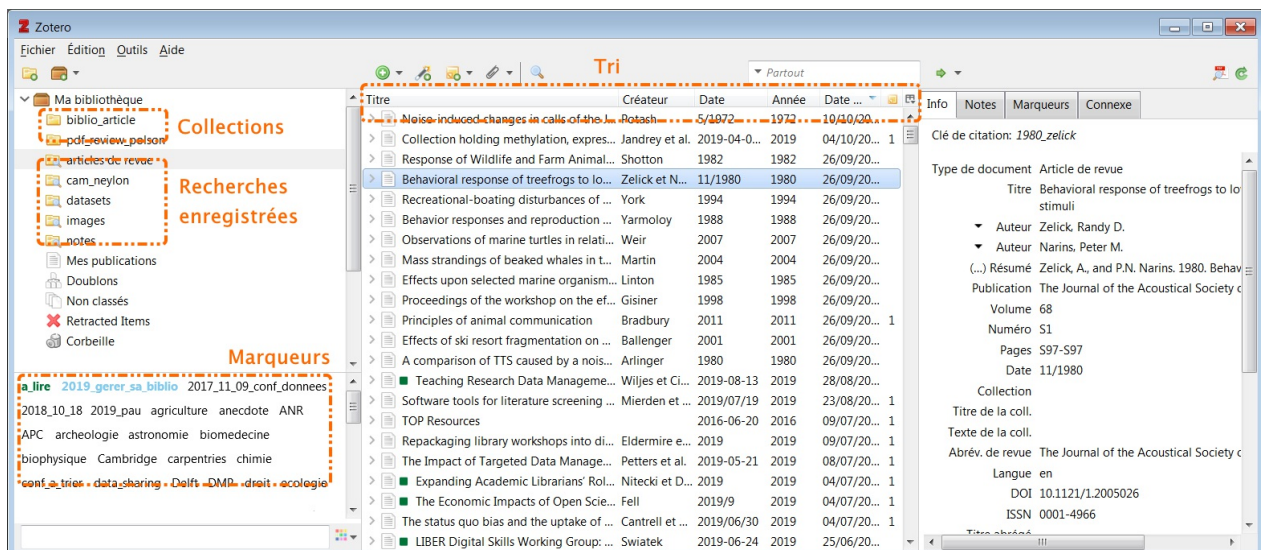 Zotero
Fichier Édition Outils Aide
Tri
Partout
Ma bibliothèque
biblio_article
pdf_review_polson
Collections
articles de revue
cam_neylon
datasets
images
notes
Recherches
enregistrées
Mes publications
Doublons
Non classés
Retracted Items
Corbeille
Marqueurs
a_lire 2019_gerer_sa_biblio 2017_11_09_conf_donnees
2018_10_18 2019_pau agriculture anecdote ANR
APC archeologie astronomie biomedecine
biophysique Cambridge carpentries chimie
conf_a_trier data_sharing Delft DMP droit ecologie
Titre Créateur Date Année Date ...
Noise-induced changes in calls of the J... Potash 5/1972 1972 10/10/20...
Collection holding methylation, expres... Jandrey et al. 2019-04-0... 2019 04/10/20... 1
Response of Wildlife and Farm Animal... Shotton 1982 1982 26/09/20...
Behavioral response of treefrogs to lo... Zelick et N... 11/1980 1980 26/09/20...
Recreational-boating disturbances of ... York 1994 1994 26/09/20...
Behavior responses and reproduction ... Yarmoloy 1988 1988 26/09/20...
Observations of marine turtles in relati... Weir 2007 2007 26/09/20...
Mass strandings of beaked whales in t... Martin 2004 2004 26/09/20...
Effects upon selected marine organism... Linton 1985 1985 26/09/20...
Proceedings of the workshop on the ef... Gisiner 1998 1998 26/09/20...
Principles of animal communication Bradbury 2011 2011 26/09/20... 1
Effects of ski resort fragmentation on ... Ballenger 2001 2001 26/09/20...
A comparison of TTS caused by a nois... Arlinger 1980 1980 26/09/20...
Teaching Research Data Manageme... Wiljes et Ci... 2019-08-13 2019 28/08/20...
Software tools for literature screening ... Mierden et ... 2019/07/19 2019 23/08/20... 1
TOP Resources 2016-06-20 2016 09/07/20... 1
Repackaging library workshops into di... Eldermire e... 2019 2019 09/07/20... 1
The Impact of Targeted Data Manage... Petters et al. 2019-05-21 2019 08/07/20... 1
Expanding Academic Librarians' Rol... Nitecki et D... 2019 2019 04/07/20... 1
The Economic Impacts of Open Scie... Fell 2019/9 2019 04/07/20... 1
The status quo bias and the uptake of ... Cantrell et ... 2019/06/30 2019 04/07/20... 1
LIBER Digital Skills Working Group: ... Swiatek 2019-06-24 2019 25/06/20...
Info Notes Marqueurs Connexe
Clé de citation: 1980_zelick
Type de document Article de revue
Titre Behavioral response of treefrogs to lo
stimuli
Auteur Zelick, Randy D.
Auteur Narins, Peter M.
(...) Résumé Zelick, A., and P.N. Narins. 1980. Behav
Publication The Journal of the Acoustical Society o
Volume 68
Numéro S1
Pages S97-S97
Date 11/1980
Collection
Titre de la coll.
Texte de la coll.
Abrév. de revue The Journal of the Acoustical Society o
Langue en
DOI 10.1121/1.2005026
ISSN 0001-4966
Titre abrégé